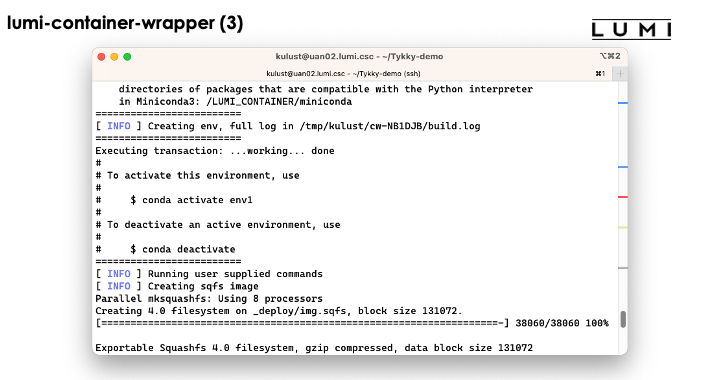 lumi-container-wrapper (3)
LUMI
kulust@uan02.lumi.csc - ~/Tykky-demo
⌥⌘2
kulust@uan02.lumi.csc - ~/Tykky-demo (ssh)
⌘1
+
directories of packages that are compatible with the Python interpreter
in Miniconda3: /LUMI_CONTAINER/miniconda
=========================
[ INFO ] Creating env, full log in /tmp/kulust/cw-NB1DJB/build.log
=========================
Executing transaction: ...working... done
#
# To activate this environment, use
#
#     $ conda activate env1
#
# To deactivate an active environment, use
#
#     $ conda deactivate
=========================
[ INFO ] Running user supplied commands
[ INFO ] Creating sqfs image
Parallel mksquashfs: Using 8 processors
Creating 4.0 filesystem on _deploy/img.sqfs, block size 131072.
[====================================================================-] 38060/38060 100%
Exportable Squashfs 4.0 filesystem, gzip compressed, data block size 131072